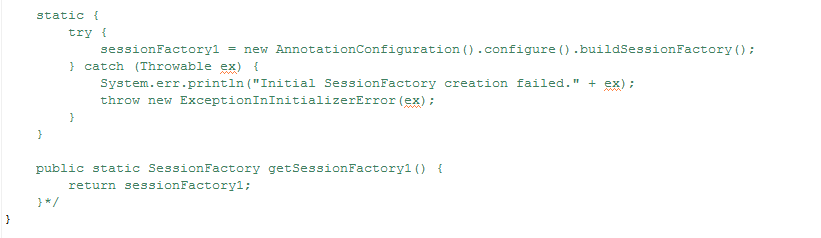 static {
try {
sessionFactory1 = new AnnotationConfiguration().configure().buildSessionFactory();
} catch (Throwable ex) {
System.err.println("Initial SessionFactory creation failed." + ex);
throw new ExceptionInInitializerError(ex);
}
}
public static SessionFactory getSessionFactory1() {
return sessionFactory1;
}*/
}